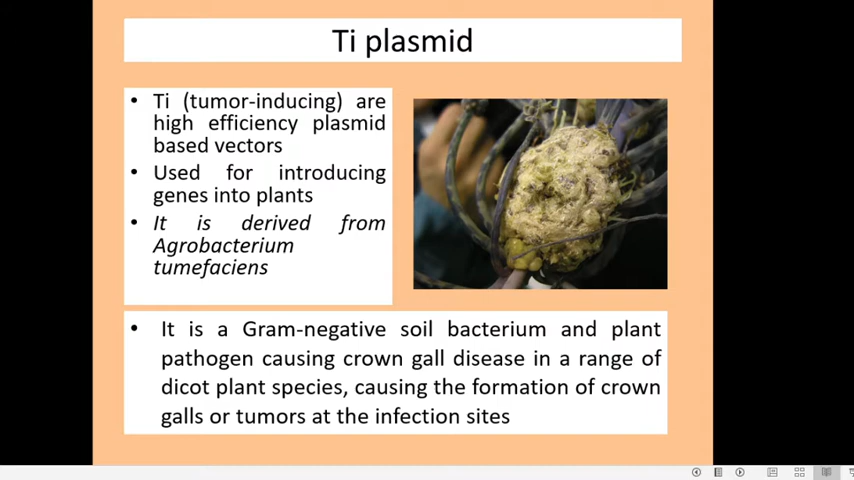 Ti plasmid
• Ti (tumor-inducing) are
high efficiency plasmid
based vectors
• Used for introducing
genes into plants
• It is derived from
Agrobacterium
tumefaciens
• It is a Gram-negative soil bacterium and plant
pathogen causing crown gall disease in a range of
dicot plant species, causing the formation of crown
galls or tumors at the infection sites